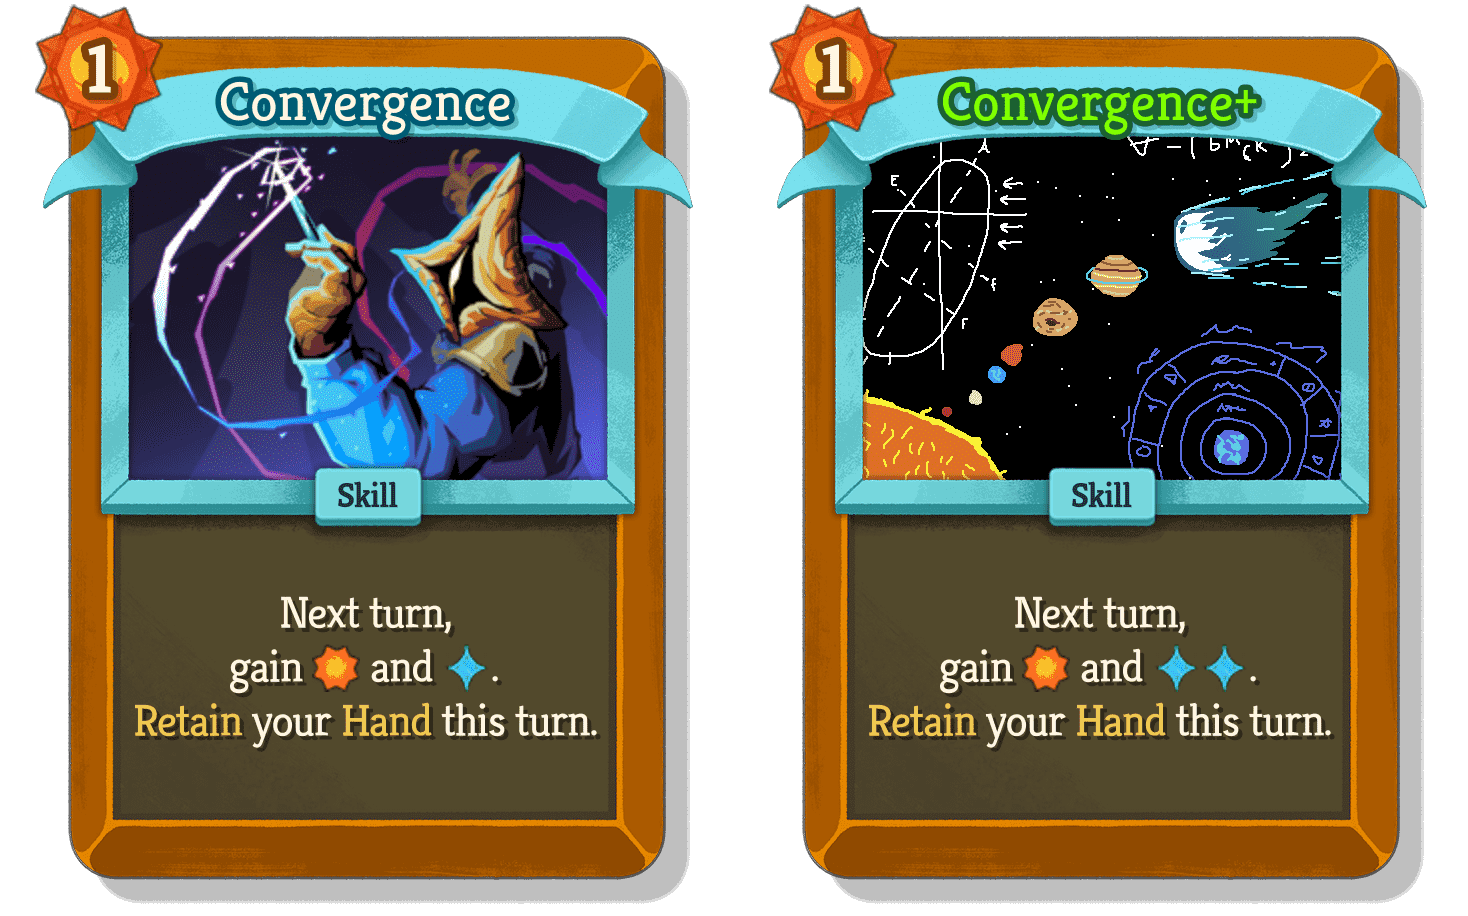 1
Convergence
Skill
Next turn,
gain and .
Retain your Hand this turn.
1
Convergence+
A
E
F
F
Skill
Next turn,
gain and .
Retain your Hand this turn.